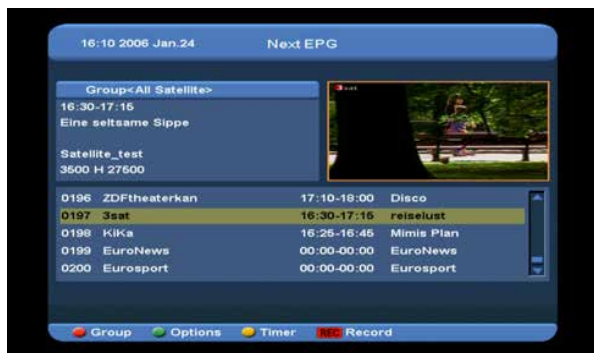 16:10 2006 Jan.24 Next EPG
Group<All Satellite>
16:30-17:15
Eine seltsame Sippe
Satellite_test
3500 H 27500
3sat
0196 ZDFtheaterkan 17:10-18:00 Disco
0197 3sat 16:30-17:15 reiselust
0198 KiKa 16:25-16:45 Mimis Plan
0199 EuroNews 00:00-00:00 EuroNews
0200 Eurosport 00:00-00:00 Eurosport
Group Options Timer REC Record